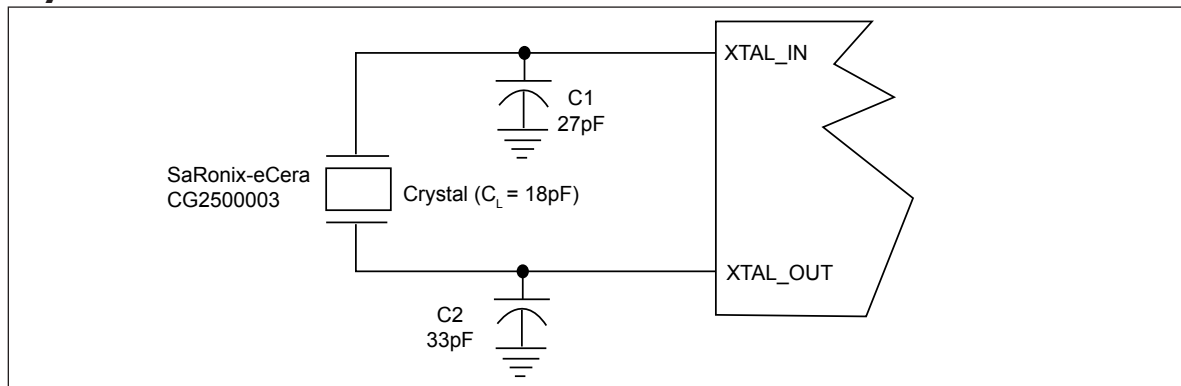 XTAL_IN
C1
27pF
SaRonix-eCera
CG2500003
Crystal (CL = 18pF)
XTAL_OUT
C2
33pF